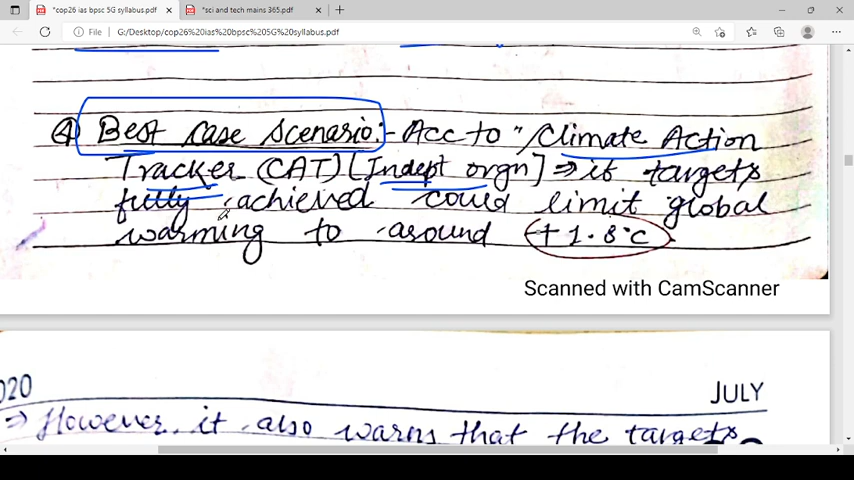 *cop26 ias bpsc 5G syllabus.pdf
"sci and tech mains 365.pdf
File
G:/Desktop/cop26%20ias%20bpsc%205G%20syllabus.pdf
④ Best Case Scenario:- Acc to "/Climate Action
Tracker (CAT) [Indept orgn] ⇒ if targets
fully achieved could limit global
warming to around +1.8°C.
Scanned with CamScanner
020
JULY
⇒ However, it also warns that the targets